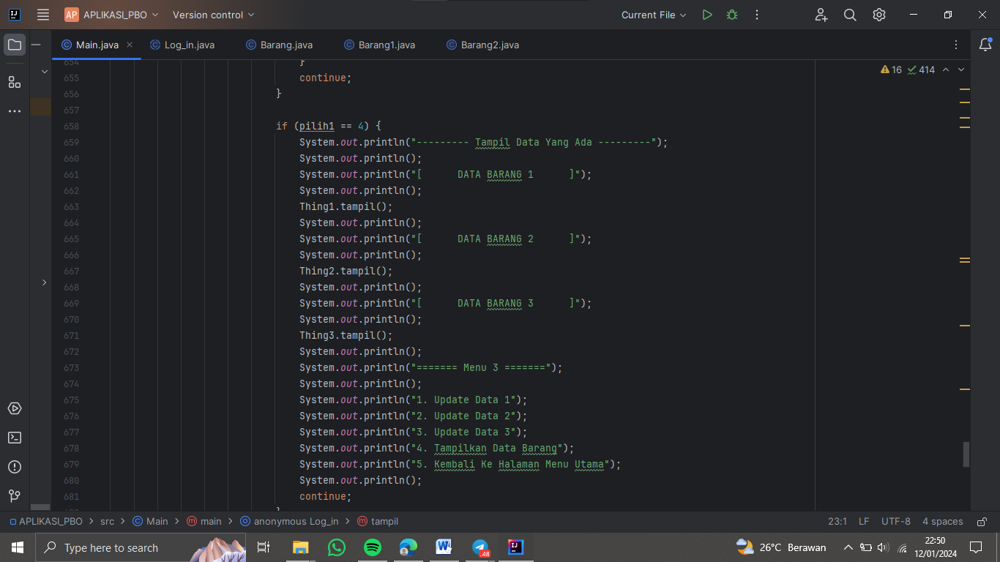 AP APLIKASI_PBO Version control Current File
Main.java Log_in.java Barang.java Barang1.java Barang2.java
654 }
16 414
655 continue;
656 }
657
658 if (pilih1 == 4) {
659 System.out.println("--------- Tampil Data Yang Ada ---------");
660 System.out.println();
661 System.out.println("[      DATA BARANG 1      ]");
662 System.out.println();
663 Thing1.tampil();
664 System.out.println();
665 System.out.println("[      DATA BARANG 2      ]");
666 System.out.println();
667 Thing2.tampil();
668 System.out.println();
669 System.out.println("[      DATA BARANG 3      ]");
670 System.out.println();
671 Thing3.tampil();
672 System.out.println();
673 System.out.println("======= Menu 3 =======");
674 System.out.println();
675 System.out.println("1. Update Data 1");
676 System.out.println("2. Update Data 2");
677 System.out.println("3. Update Data 3");
678 System.out.println("4. Tampilkan Data Barang");
679 System.out.println("5. Kembali Ke Halaman Menu Utama");
680 System.out.println();
681 continue;
APLIKASI_PBO > src > Main > main > anonymous Log_in > tampil 23:1 LF UTF-8 4 spaces
Type here to search 48 26°C Berawan 22:50
12/01/2024